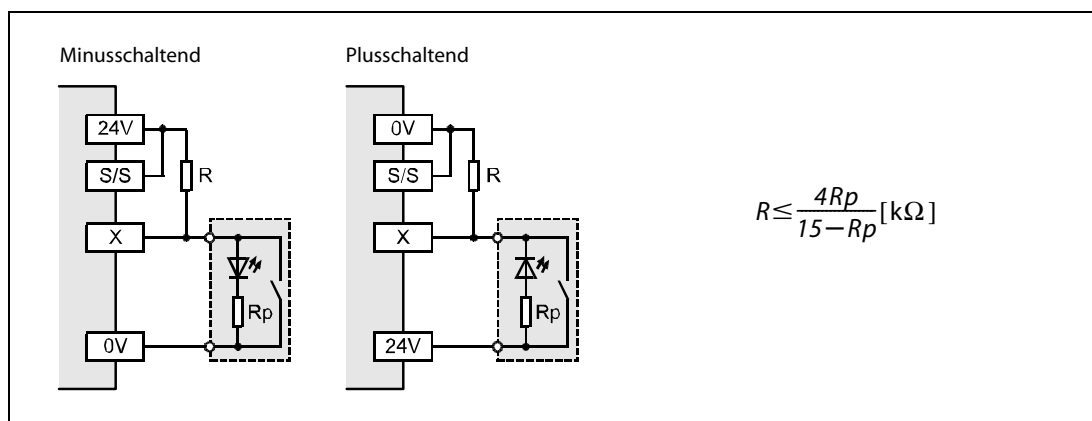 Minusschaltend
24V
S/S
R
X
Rp
0V
Plusschaltend
0V
S/S
R
X
Rp
24V
R≤4Rp/15−Rp[kΩ]